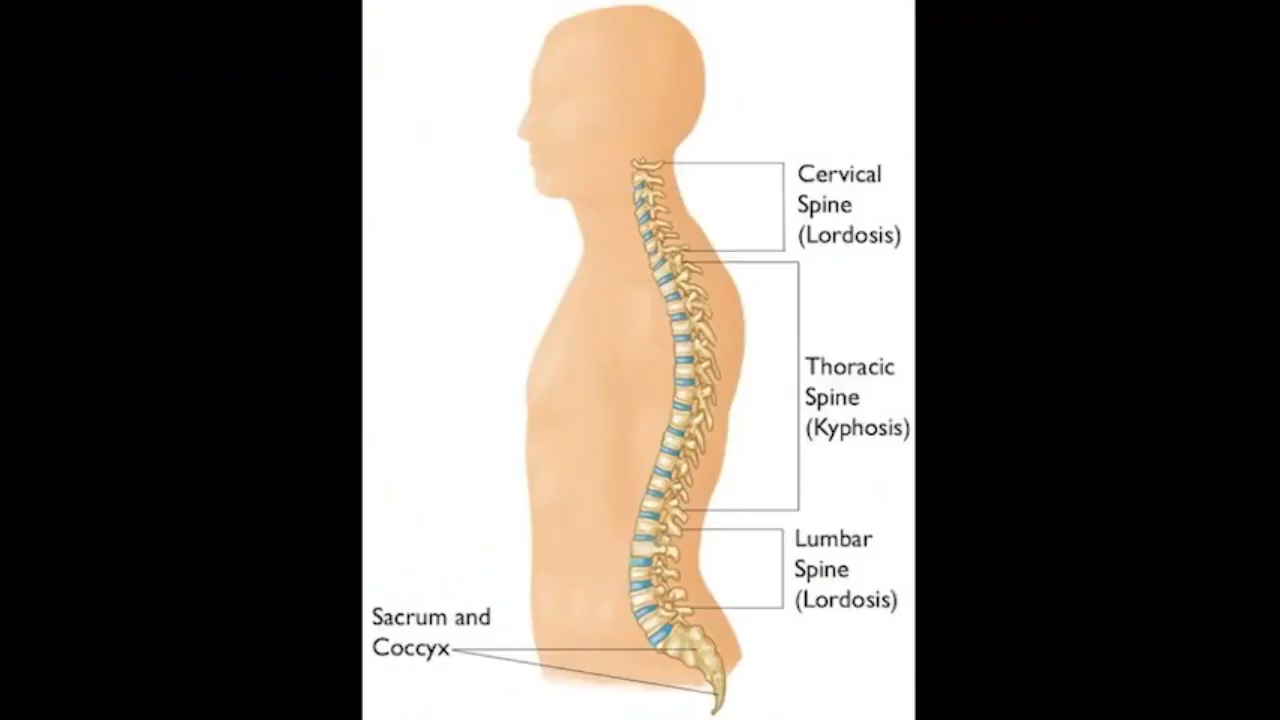 Cervical
Spine
(Lordosis)
Thoracic
Spine
(Kyphosis)
Lumbar
Spine
(Lordosis)
Sacrum and
Coccyx